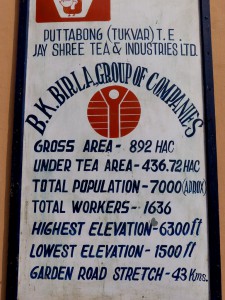 PUTTABONG (TUKVAR) T.E.
JAY SHREE TEA & INDUSTRIES LTD.
B.K. BIRLA GROUP OF COMPANIES
GROSS AREA - 892 HAC
UNDER TEA AREA - 436.72 HAC
TOTAL POPULATION - 7000 (APPROX)
TOTAL WORKERS - 1636
HIGHEST ELEVATION - 6300 ft
LOWEST ELEVATION - 1500 ft
GARDEN ROAD STRETCH - 43 Kms.